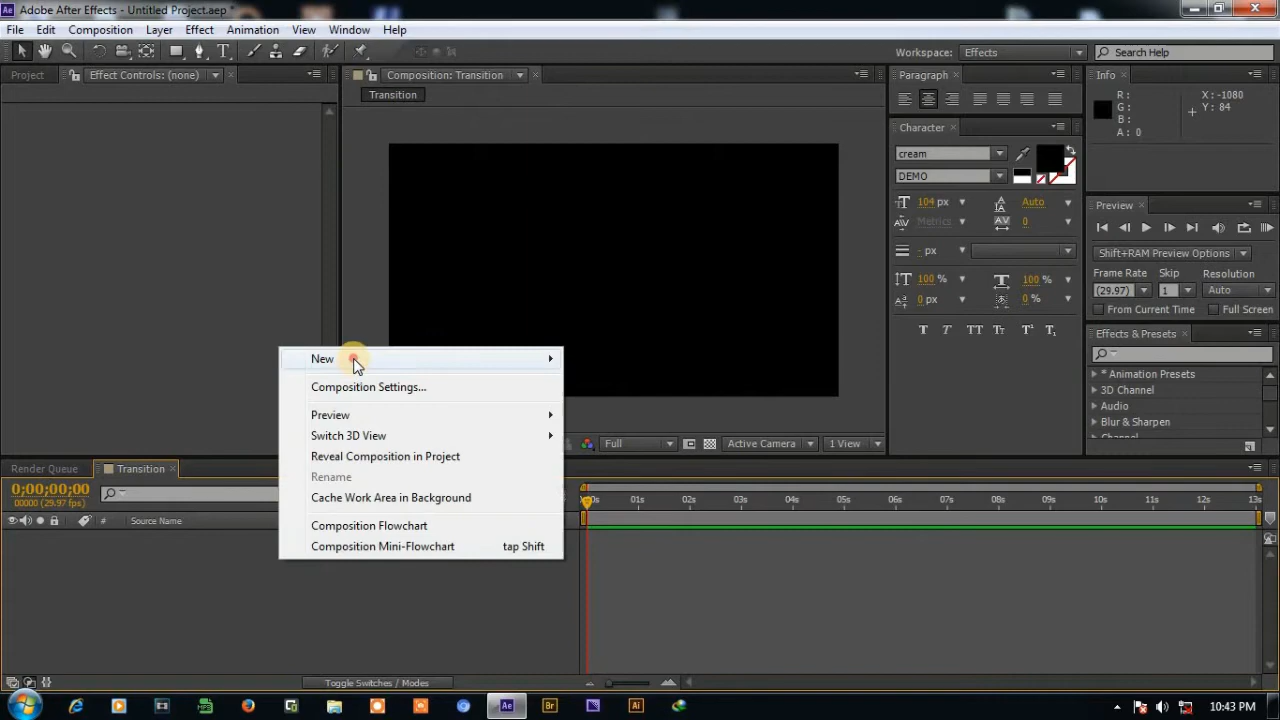 Adobe After Effects - Untitled Project.aep *
File Edit Composition Layer Effect Animation View Window Help
Workspace: Effects Search Help
Project Effect Controls: (none) Composition: Transition Paragraph Info
Transition
R: X: -1080
G: Y: 84
B:
A: 0
Character
cream
DEMO
104 px Auto
Metrics 0
- px
100 % 100 %
0 px 0 %
T T TT TT T¹ T₁
Preview
Shift+RAM Preview Options
Frame Rate Skip Resolution
(29.97) 1 Auto
From Current Time Full Screen
Effects & Presets
* Animation Presets
3D Channel
Audio
Blur & Sharpen
Channel
New
Composition Settings...
Preview
Switch 3D View
Reveal Composition in Project
Rename
Cache Work Area in Background
Composition Flowchart
Composition Mini-Flowchart tap Shift
Full Active Camera 1 View
Render Queue Transition
0;00;00;00
00000 (29.97 fps)
# Source Name
00s 01s 02s 03s 04s 05s 06s 07s 08s 09s 10s 11s 12s 13s
Toggle Switches / Modes
Ae Br Ai
10:43 PM